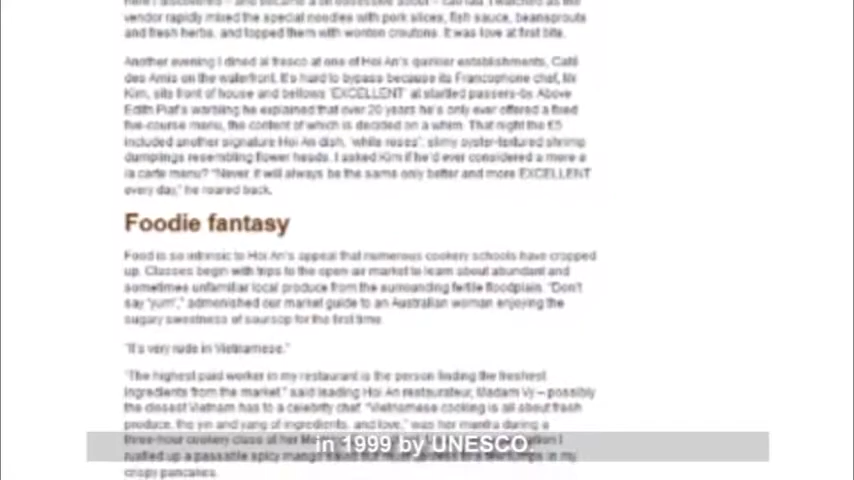 vendor rapidly mixed the special noodles with pork slices, fish sauce, beansprouts
and fresh herbs, and topped them with wonton croutons. It was love at first bite.
Another evening I dined al fresco at one of Hoi An's quirkier establishments, Café
des Amis on the waterfront. It's hard to bypass because its Francophone chef, Mr
Kim, sits front of house and bellows 'EXCELLENT' at startled passers-by. Above
Edith Piaf's warbling he explained that over 20 years he's only ever offered a fixed
five-course menu, the content of which is decided on a whim. That night the £5
included another signature Hoi An dish, 'white roses': slimy oyster-textured shrimp
dumplings resembling flower heads. I asked Kim if he'd ever considered a more a
la carte menu? "Never, it will always be the same only better and more EXCELLENT
every day," he roared back.
Foodie fantasy
Food is so intrinsic to Hoi An's appeal that numerous cookery schools have cropped
up. Classes begin with trips to the open-air market to learn about abundant and
sometimes unfamiliar local produce from the surrounding fertile floodplain. "Don't
say 'yum'," admonished our market guide to an Australian woman enjoying the
sugary sweetness of soursop for the first time.
"It's very rude in Vietnamese."
"The highest paid worker in my restaurant is the person finding the freshest
ingredients from the market," said leading Hoi An restaurateur, Madam Vy – possibly
the closest Vietnam has to a celebrity chef. "Vietnamese cooking is all about fresh
produce, the yin and yang of ingredients, and love," was her mantra during a
three-hour cookery class at her
in 1999 by UNESCO
rustled up a passable spicy mango
crispy pancakes.